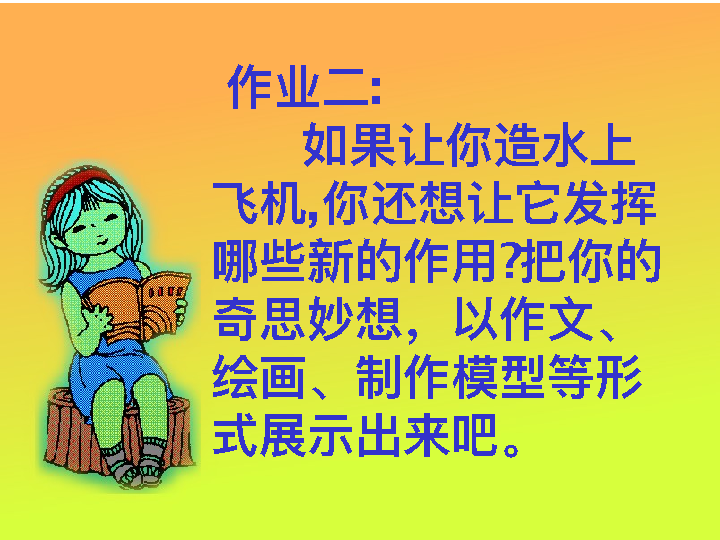 作业二:
如果让你造水上
飞机,你还想让它发挥
哪些新的作用?把你的
奇思妙想，以作文、
绘画、制作模型等形
式展示出来吧。